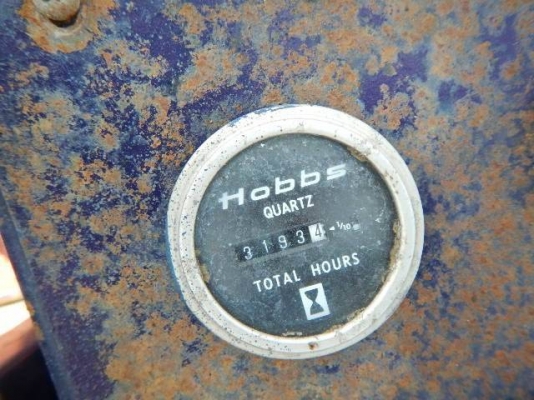 Hobbs
QUARTZ
31934 ◄1/10
TOTAL HOURS